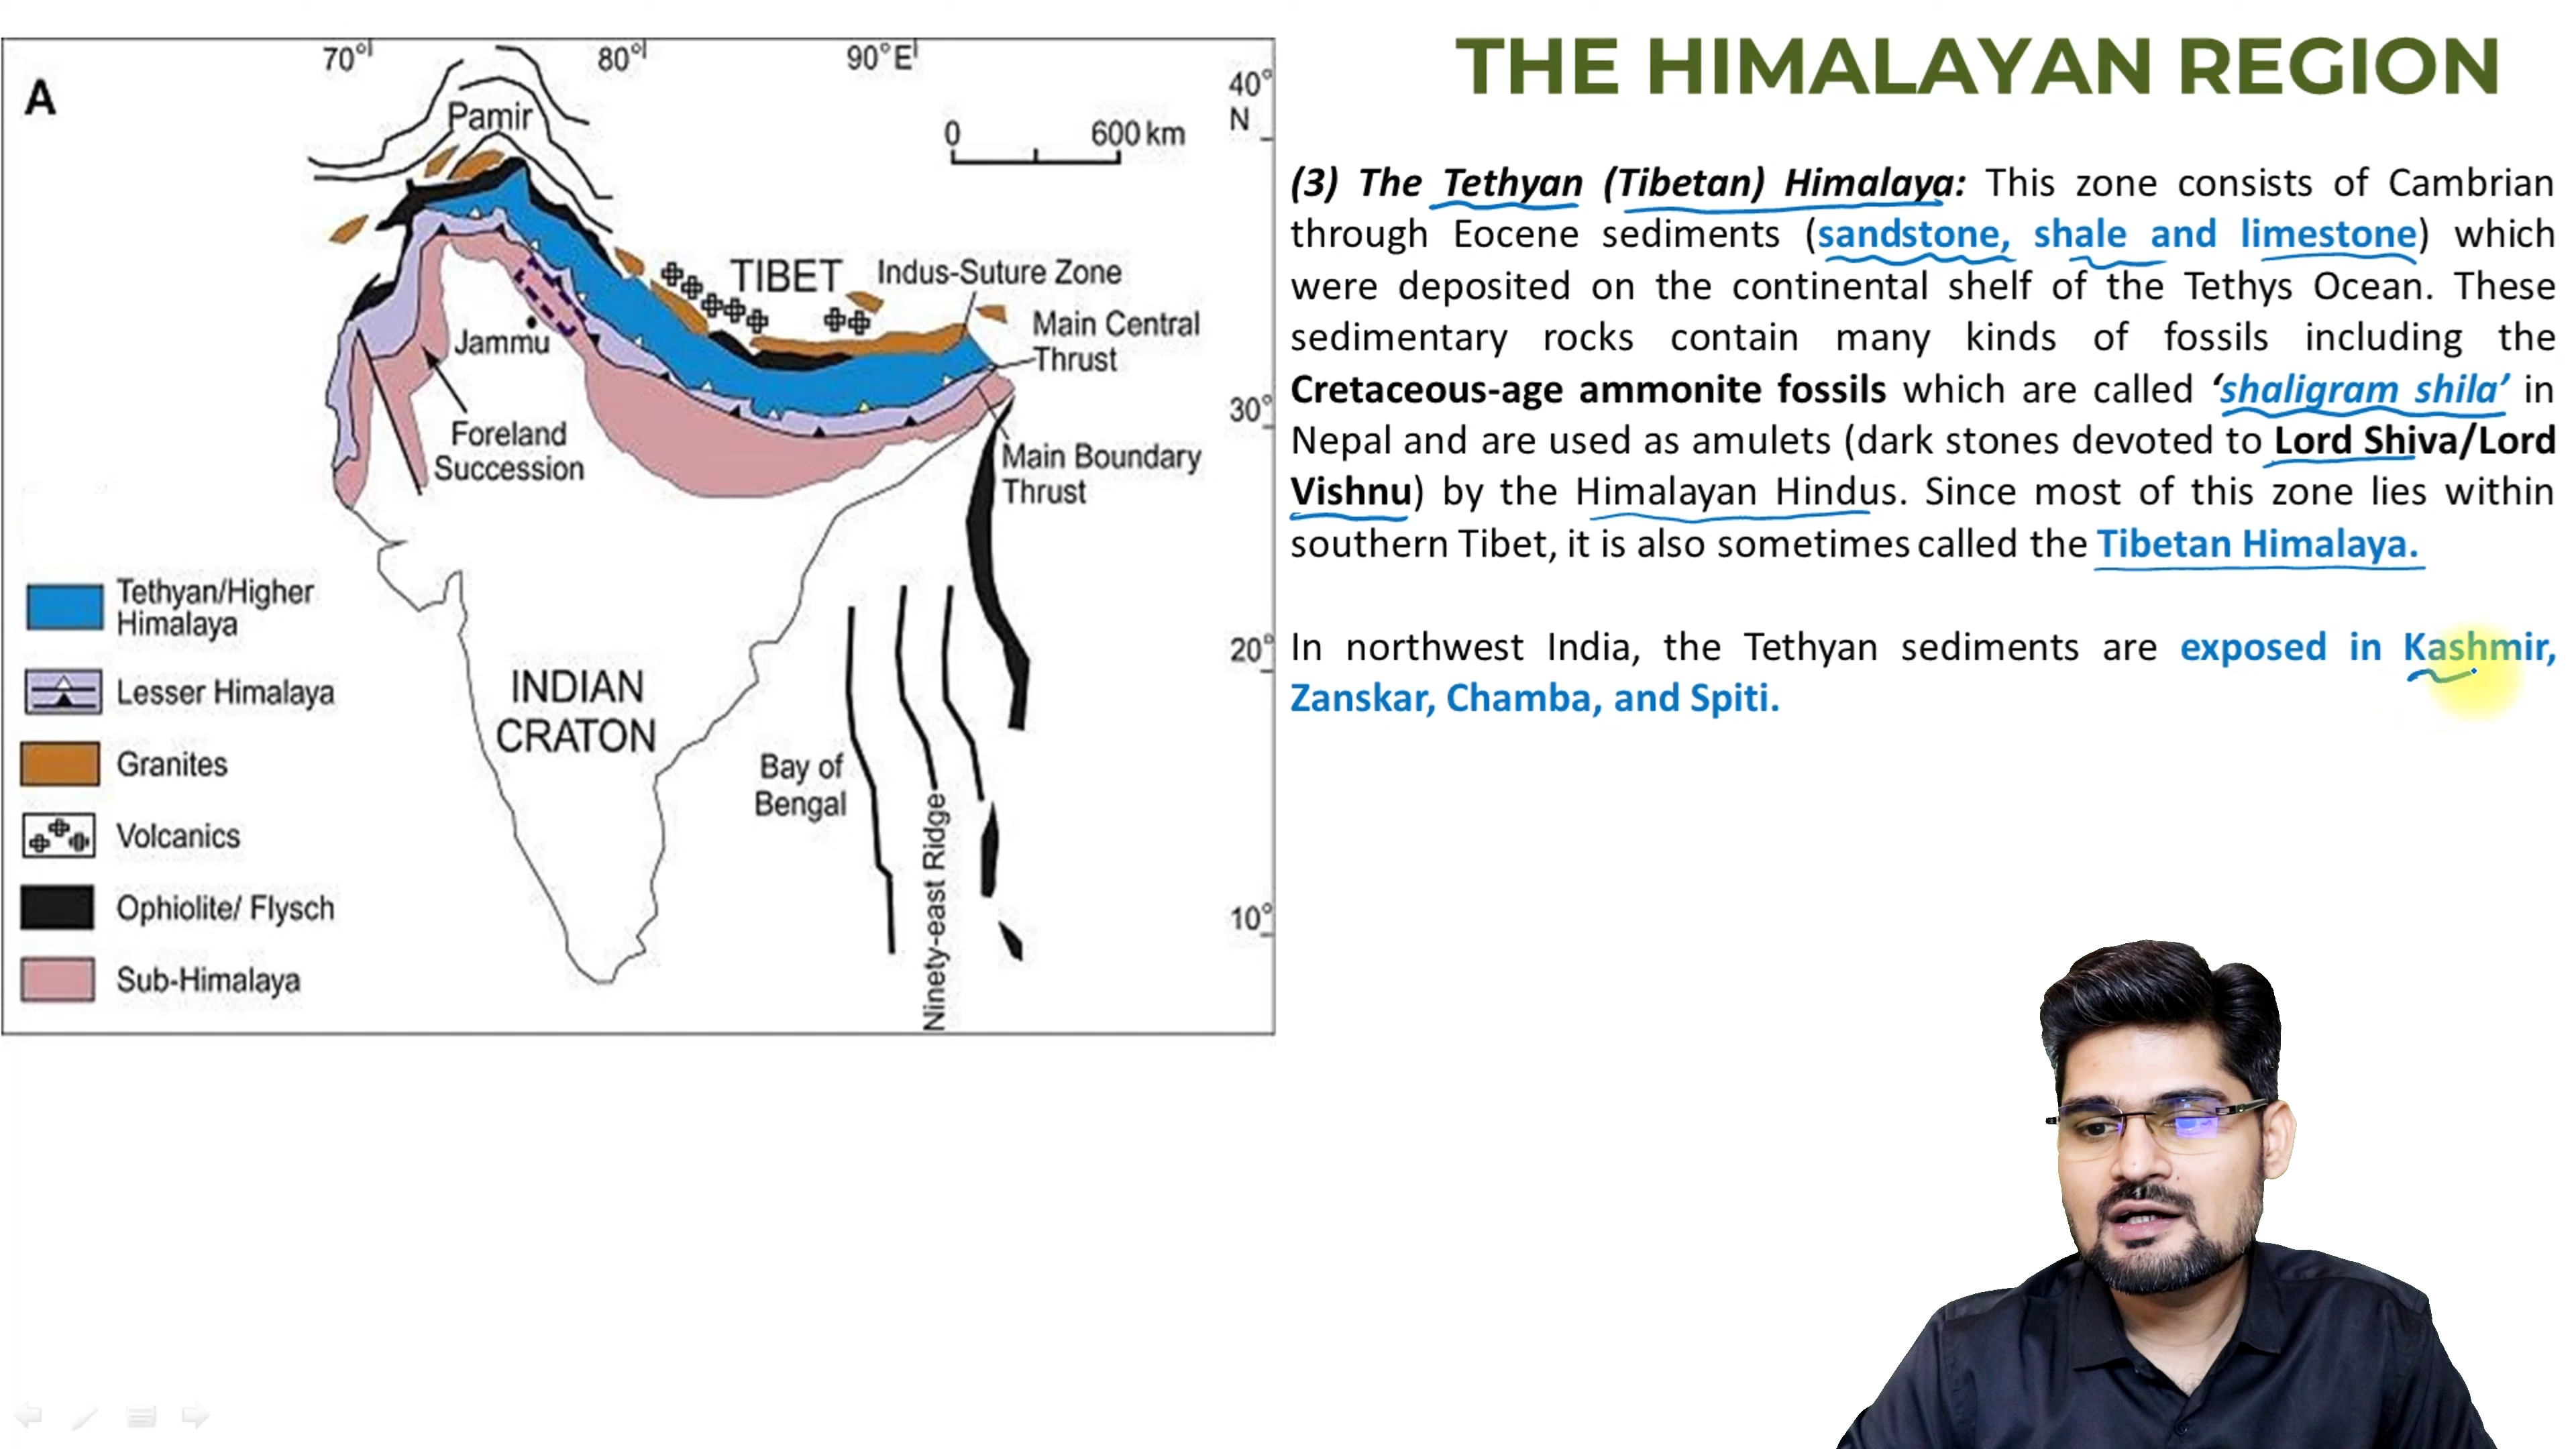 THE HIMALAYAN REGION
A
70°
80°
90° E
40°
N
Pamir
0
600 km
TIBET
Indus-Suture Zone
Main Central
Thrust
Jammu
30°
Foreland
Succession
Main Boundary
Thrust
Tethyan/Higher
Himalaya
20°
Lesser Himalaya
INDIAN
CRATON
Granites
Bay of
Bengal
Volcanics
Ninety-east Ridge
Ophiolite/ Flysch
10°
Sub-Himalaya
(3) The Tethyan (Tibetan) Himalaya: This zone consists of Cambrian
through Eocene sediments (sandstone, shale and limestone) which
were deposited on the continental shelf of the Tethys Ocean. These
sedimentary rocks contain many kinds of fossils including the
Cretaceous-age ammonite fossils which are called ‘shaligram shila’ in
Nepal and are used as amulets (dark stones devoted to Lord Shiva/Lord
Vishnu) by the Himalayan Hindus. Since most of this zone lies within
southern Tibet, it is also sometimes called the Tibetan Himalaya.
In northwest India, the Tethyan sediments are exposed in Kashmir,
Zanskar, Chamba, and Spiti.